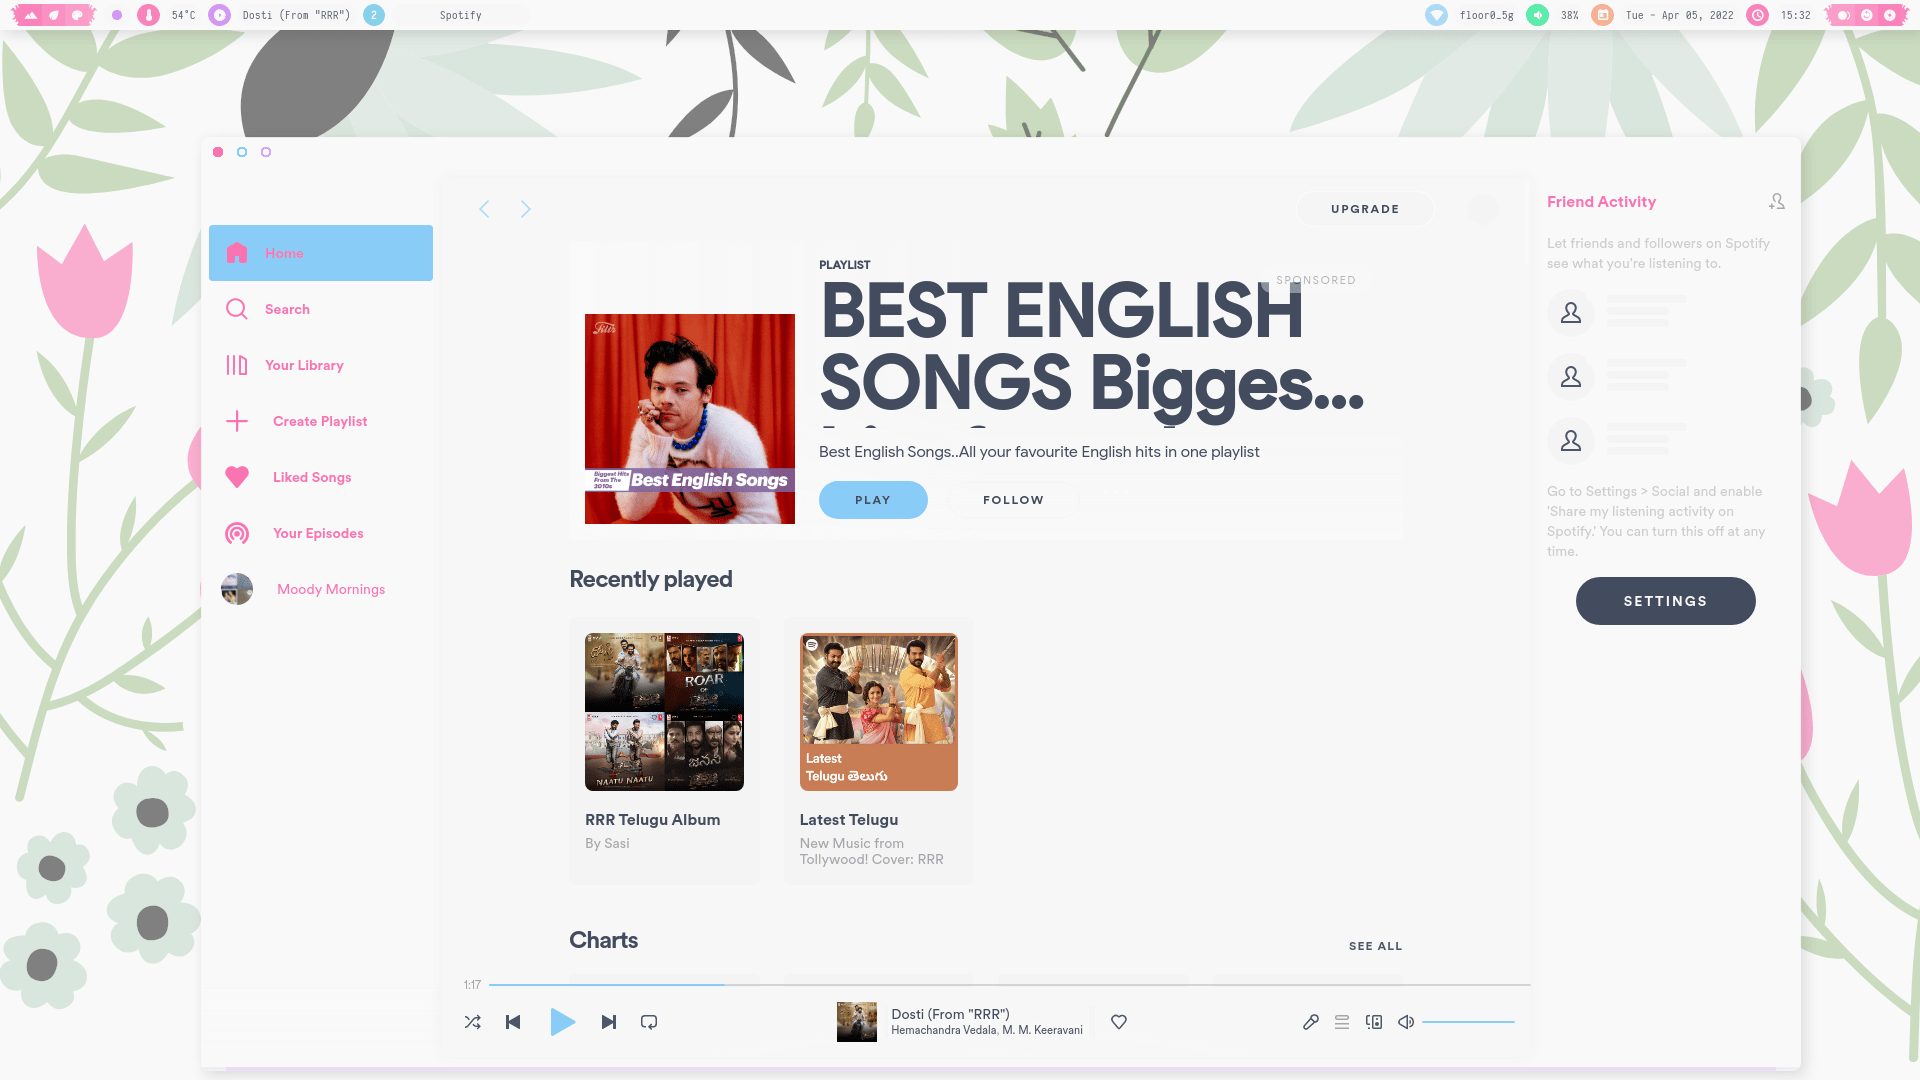 54°C
Dosti (From "RRR")
2
Spotify
floor0_5g
38%
Tue - Apr 05, 2022
15:32
Home
Search
Your Library
Create Playlist
Liked Songs
Your Episodes
Moody Mornings
UPGRADE
PLAYLIST
SPONSORED
BEST ENGLISH
SONGS Bigges...
Best English Songs..All your favourite English hits in one playlist
PLAY
FOLLOW
Filtr
Biggest Hits
From The
2010s
Best English Songs
Recently played
ROAR
OF
NAATU NAATU
జనని
RRR Telugu Album
By Sasi
Latest
Telugu తెలుగు
Latest Telugu
New Music from
Tollywood! Cover: RRR
Charts
SEE ALL
Friend Activity
Let friends and followers on Spotify
see what you're listening to.
Go to Settings > Social and enable
'Share my listening activity on
Spotify.' You can turn this off at any
time.
SETTINGS
1:17
Dosti (From "RRR")
Hemachandra Vedala, M. M. Keeravani